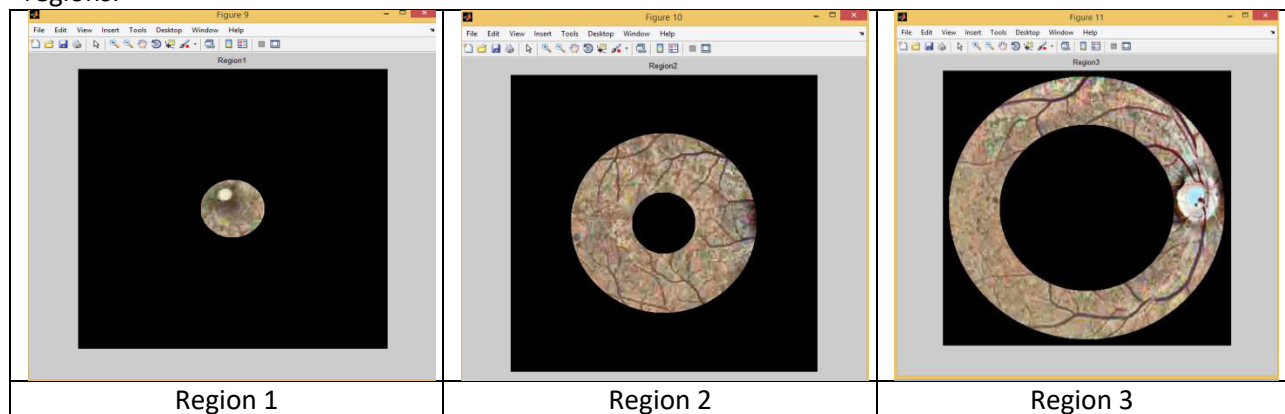 regions.
Figure 9
File Edit View Insert Tools Desktop Window Help
Region1
Figure 10
File Edit View Insert Tools Desktop Window Help
Region2
Figure 11
File Edit View Insert Tools Desktop Window Help
Region3
Region 1
Region 2
Region 3